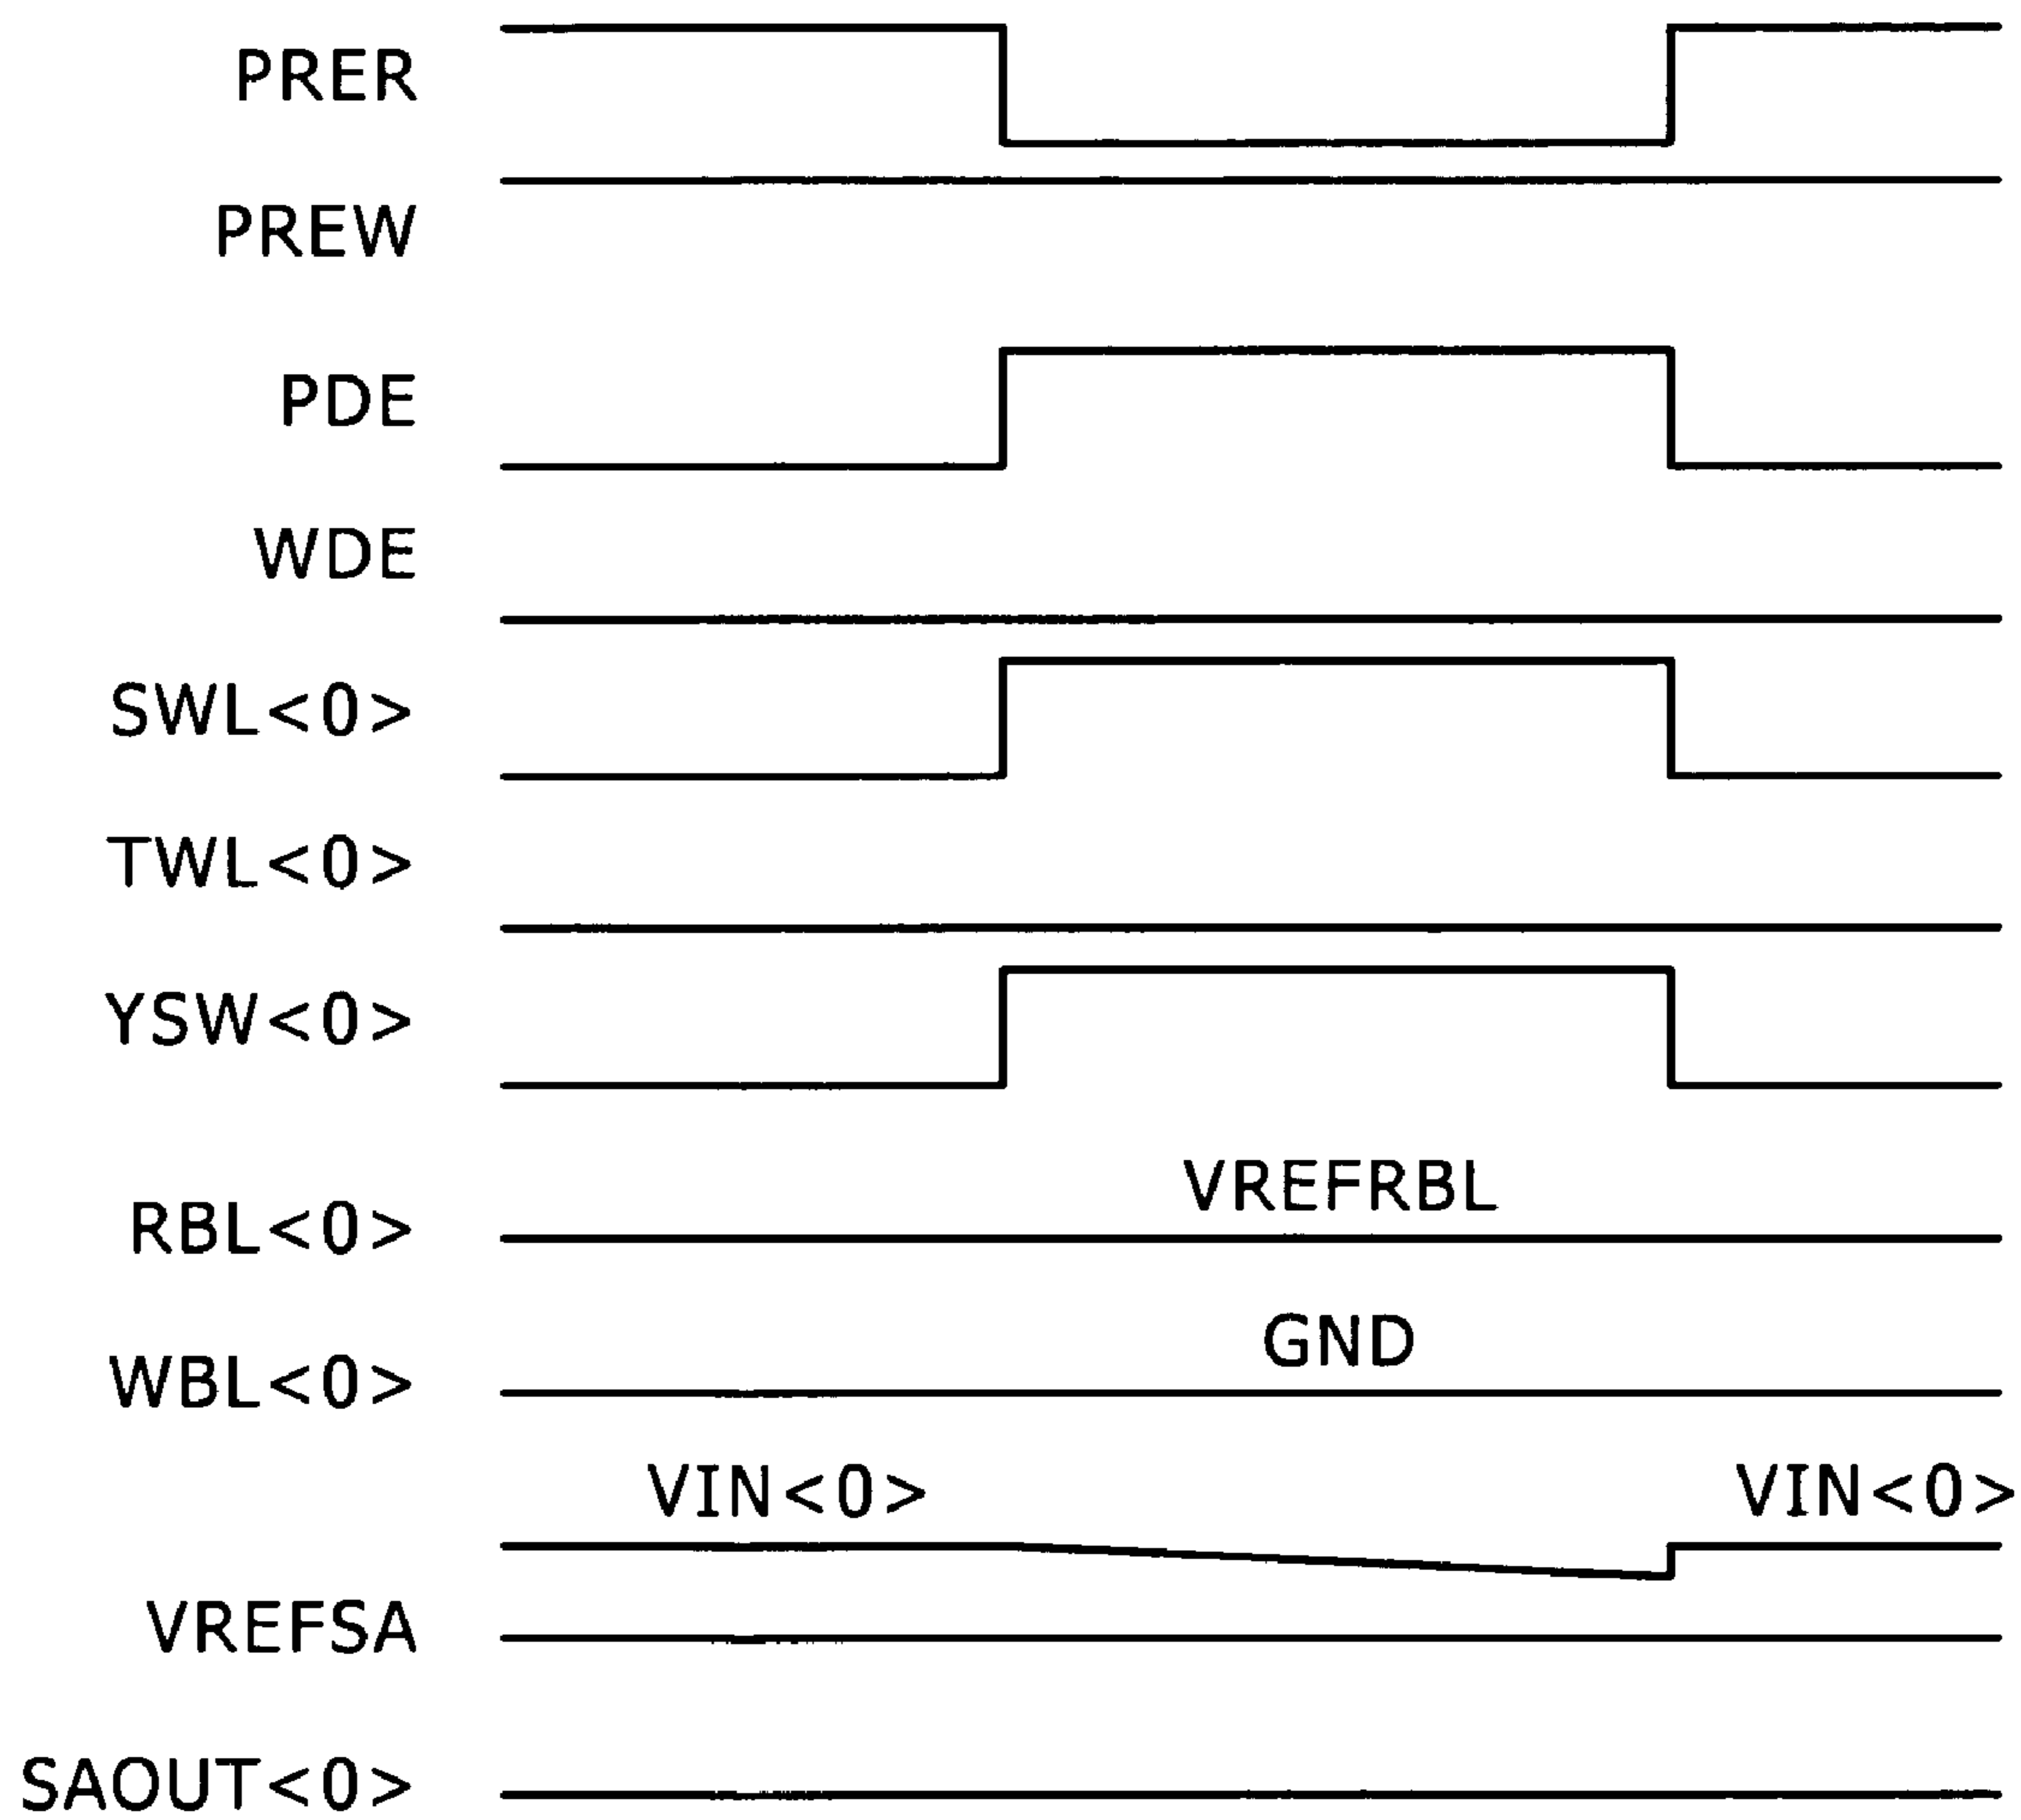 PRER
PREW
PDE
WDE
SWL<0>
TWL<0>
YSW<0>
VREFRBL
RBL<0>
GND
WBL<0>
VIN<0> VIN<0>
VREFSA
SAOUT<0>